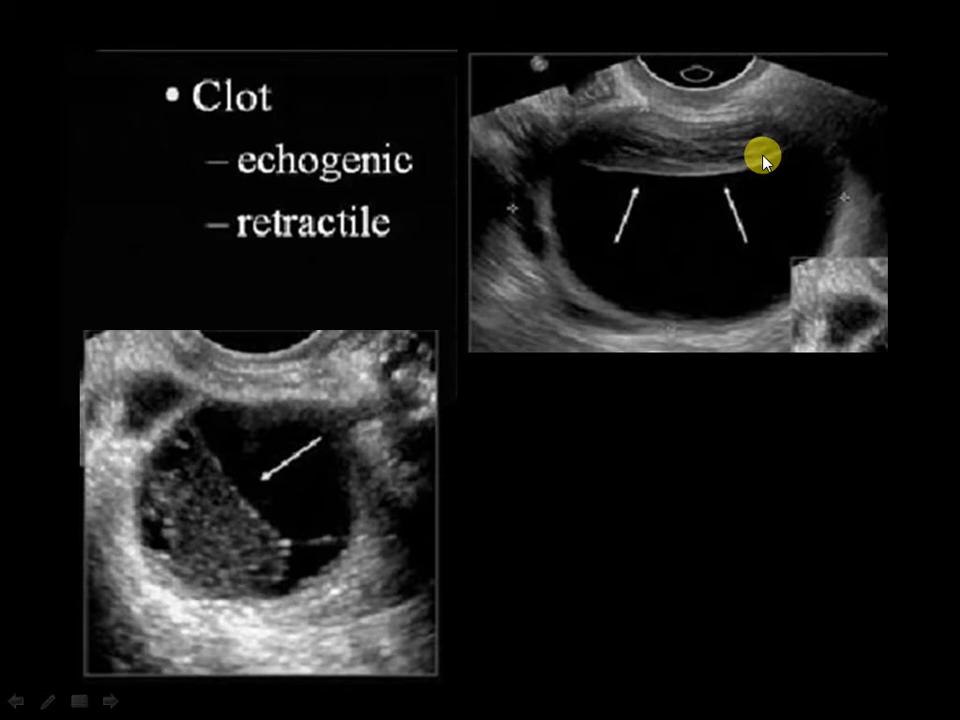 • Clot
– echogenic
– retractile